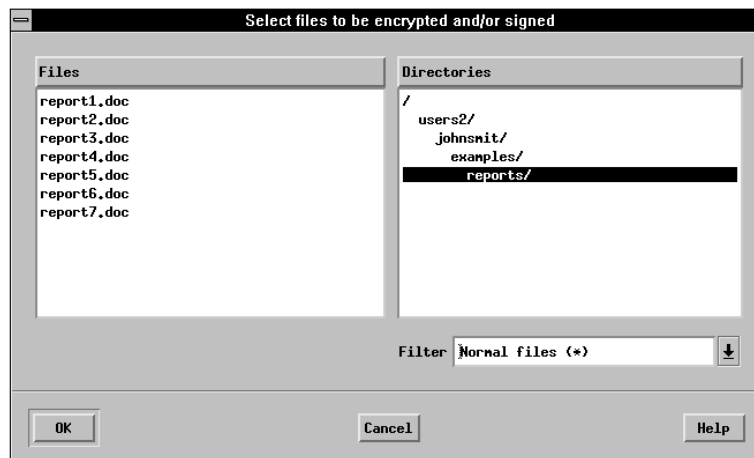 Select files to be encrypted and/or signed
Files
report1.doc
report2.doc
report3.doc
report4.doc
report5.doc
report6.doc
report7.doc
Directories
/
users2/
johnsmit/
examples/
reports/
Filter Normal files (*)
OK Cancel Help